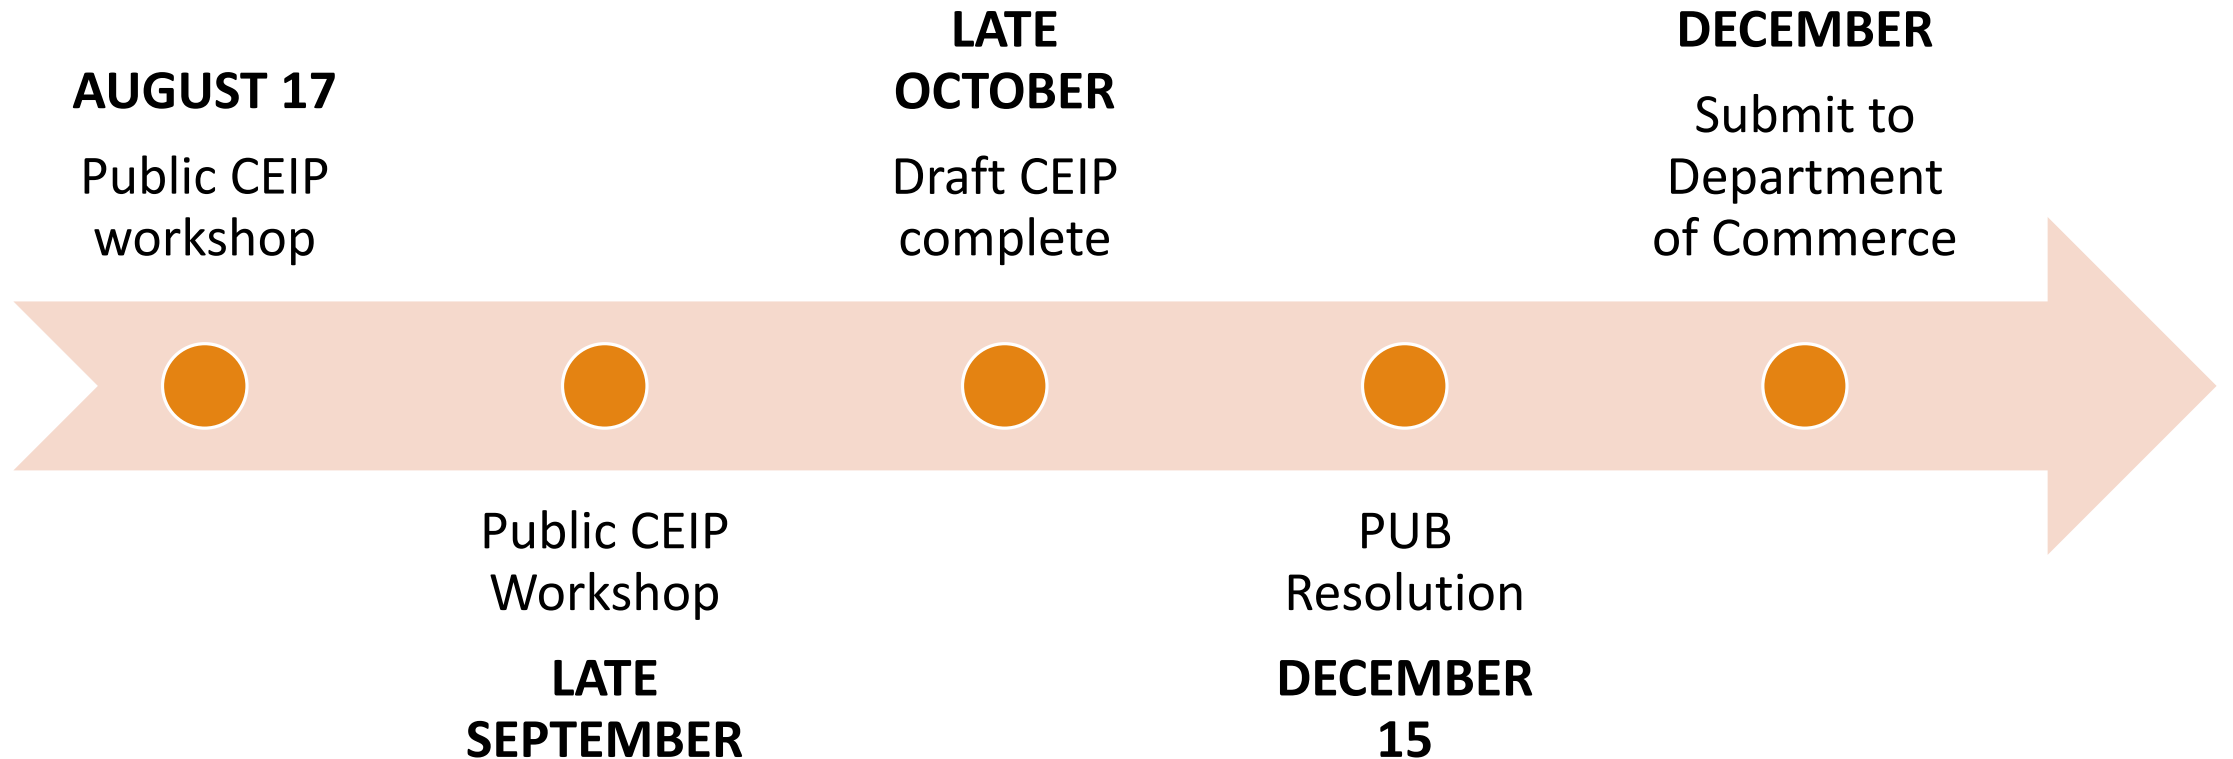 AUGUST 17
Public CEIP
workshop
Public CEIP
Workshop
LATE
SEPTEMBER
LATE
OCTOBER
Draft CEIP
complete
PUB
Resolution
DECEMBER
15
DECEMBER
Submit to
Department
of Commerce